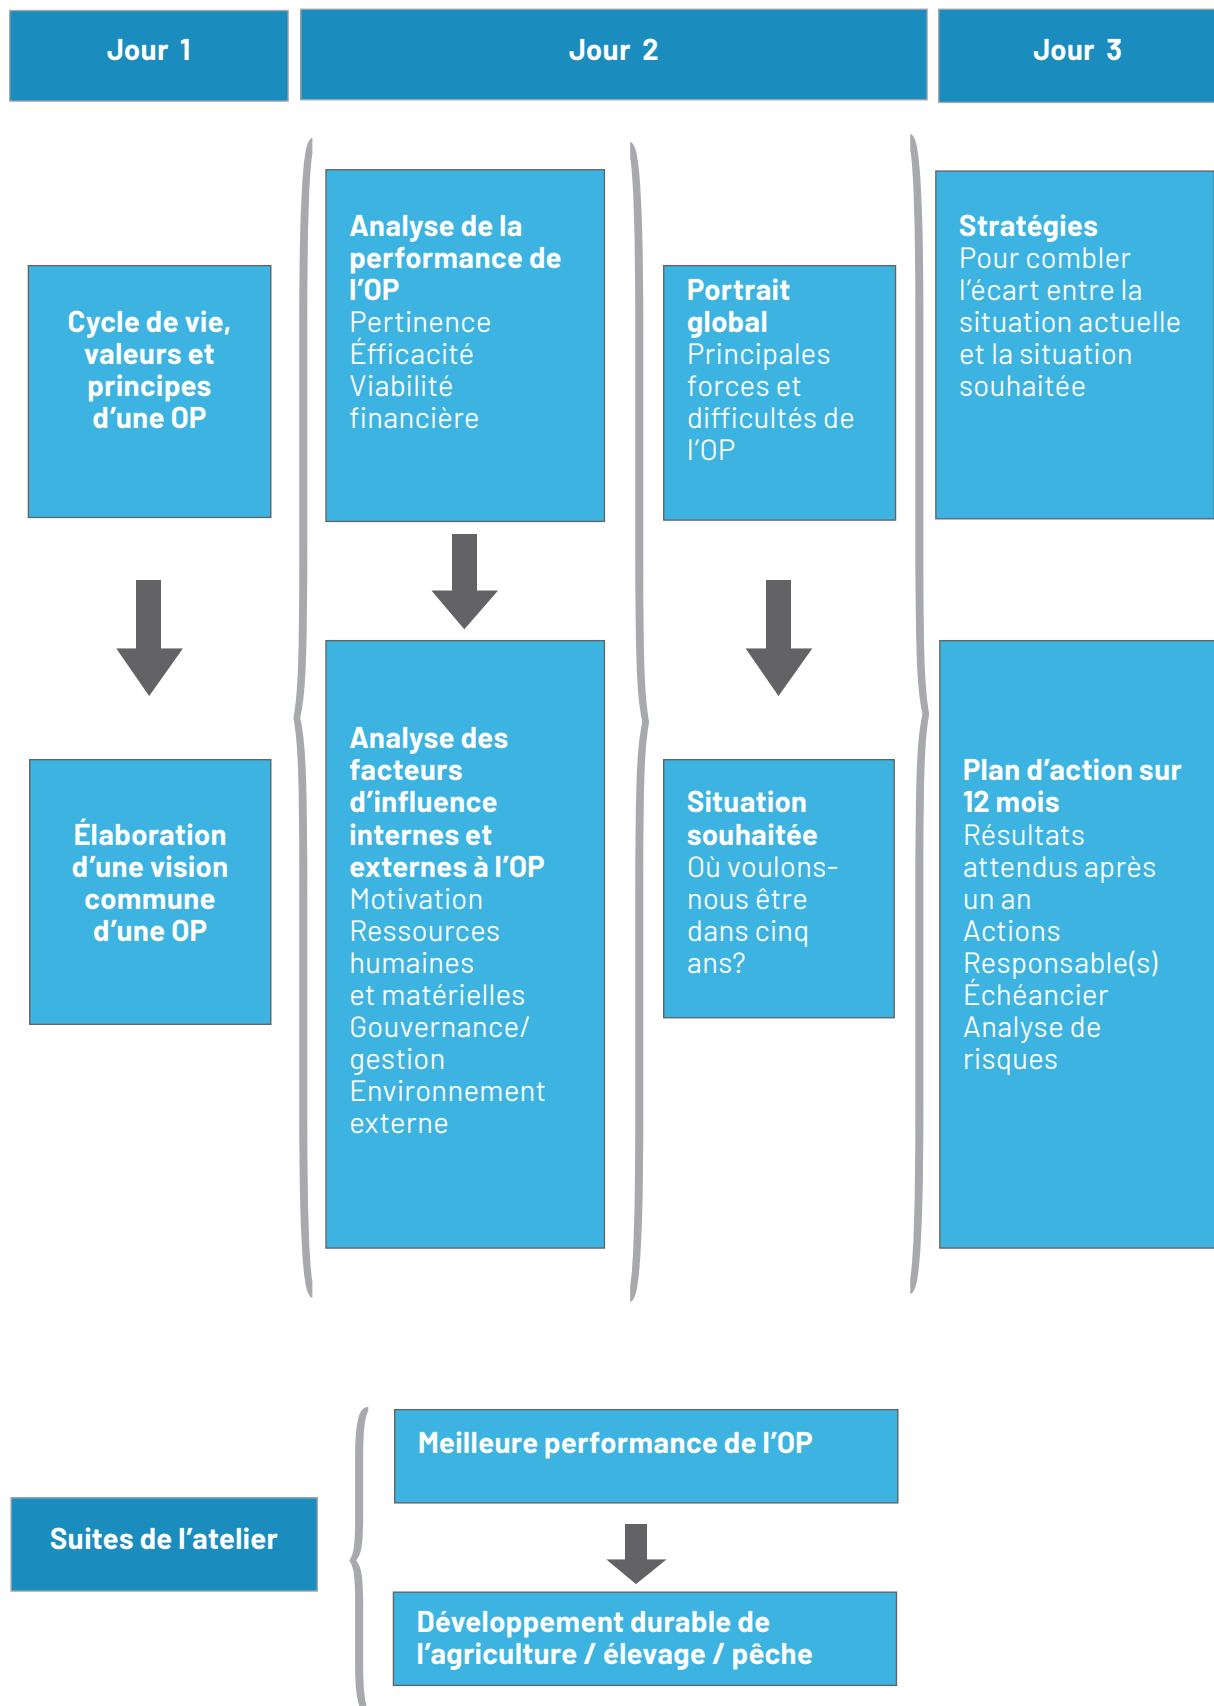 Jour 1
Jour 2
Jour 3
Cycle de vie,
valeurs et
principes
d'une OP
Élaboration
d'une vision
commune
d'une OP
Analyse de la
performance de
l'OP
Pertinence
Éfficacité
Viabilité
financière
Analyse des
facteurs
d'influence
internes et
externes à l'OP
Motivation
Ressources
humaines
et matérielles
Gouvernance/
gestion
Environnement
externe
Portrait
global
Principales
forces et
difficultés de
l'OP
Situation
souhaitée
Où voulons-
nous être
dans cinq
ans?
Stratégies
Pour combler
l'écart entre la
situation actuelle
et la situation
souhaitée
Plan d'action sur
12 mois
Résultats
attendus après
un an
Actions
Responsable(s)
Échéancier
Analyse de
risques
Suites de l'atelier
Meilleure performance de l'OP
Développement durable de
l'agriculture / élevage / pêche